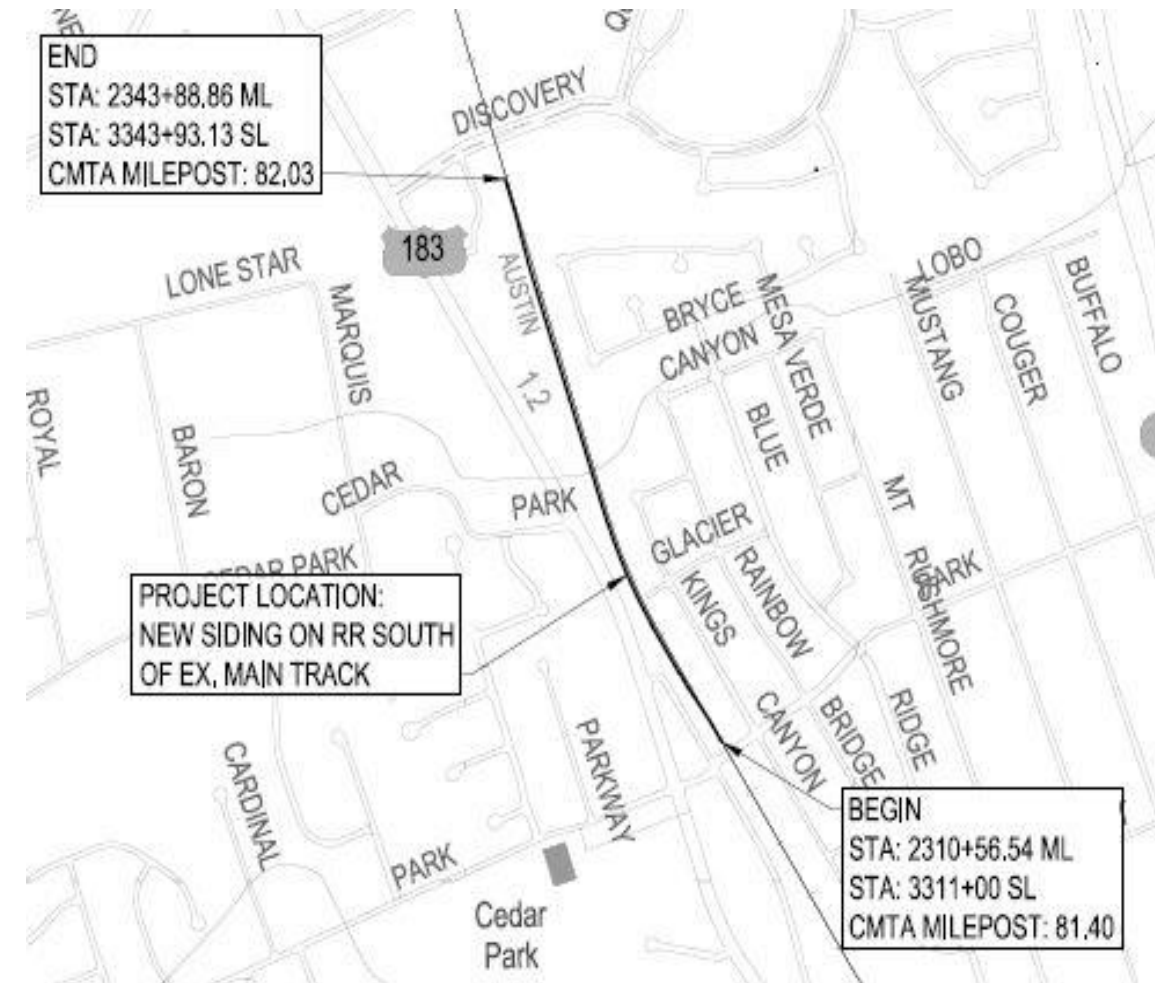 END
STA: 2343+88.86 ML
STA: 3343+93.13 SL
CMTA MILEPOST: 82.03
DISCOVERY
183
LONE STAR
AUSTIN
1.2
MARQUIS
BRYCE
CANYON
MESA VERDE
LOBO
MUSTANG
COUGER
BUFFALO
ROYAL
BARON
CEDAR
PARK
BLUE
MT
RUSHMORE
PARK
GLACIER
RAINBOW
KINGS
CANYON
BRIDGE
RIDGE
CEDAR PARK
PROJECT LOCATION:
NEW SIDING ON RR SOUTH
OF EX. MAIN TRACK
CARDINAL
PARKWAY
PARK
Cedar
Park
BEGIN
STA: 2310+56.54 ML
STA: 3311+00 SL
CMTA MILEPOST: 81.40